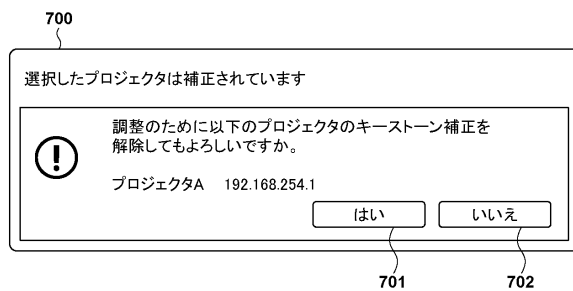 700
選択したプロジェクタは補正されています
調整のために以下のプロジェクタのキーストーン補正を
解除してもよろしいですか。
プロジェクタA 192.168.254.1
はい いいえ
701 702